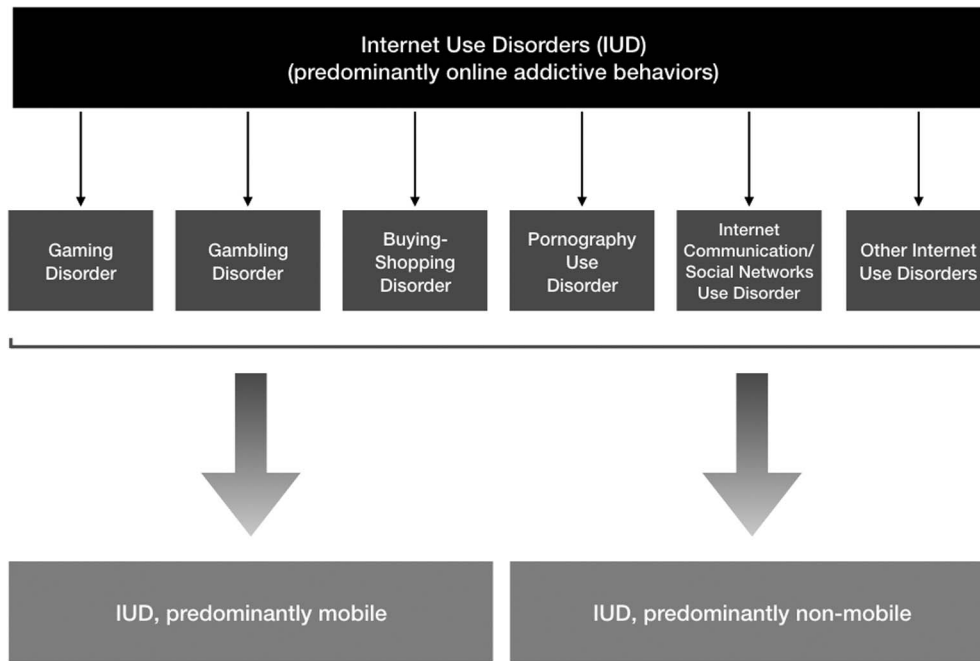 Internet Use Disorders (IUD)
(predominantly online addictive behaviors)
Gaming
Disorder
Gambling
Disorder
Buying-
Shopping
Disorder
Pornography
Use
Disorder
Internet
Communication/
Social Networks
Use Disorder
Other Internet
Use Disorders
IUD, predominantly mobile
IUD, predominantly non-mobile